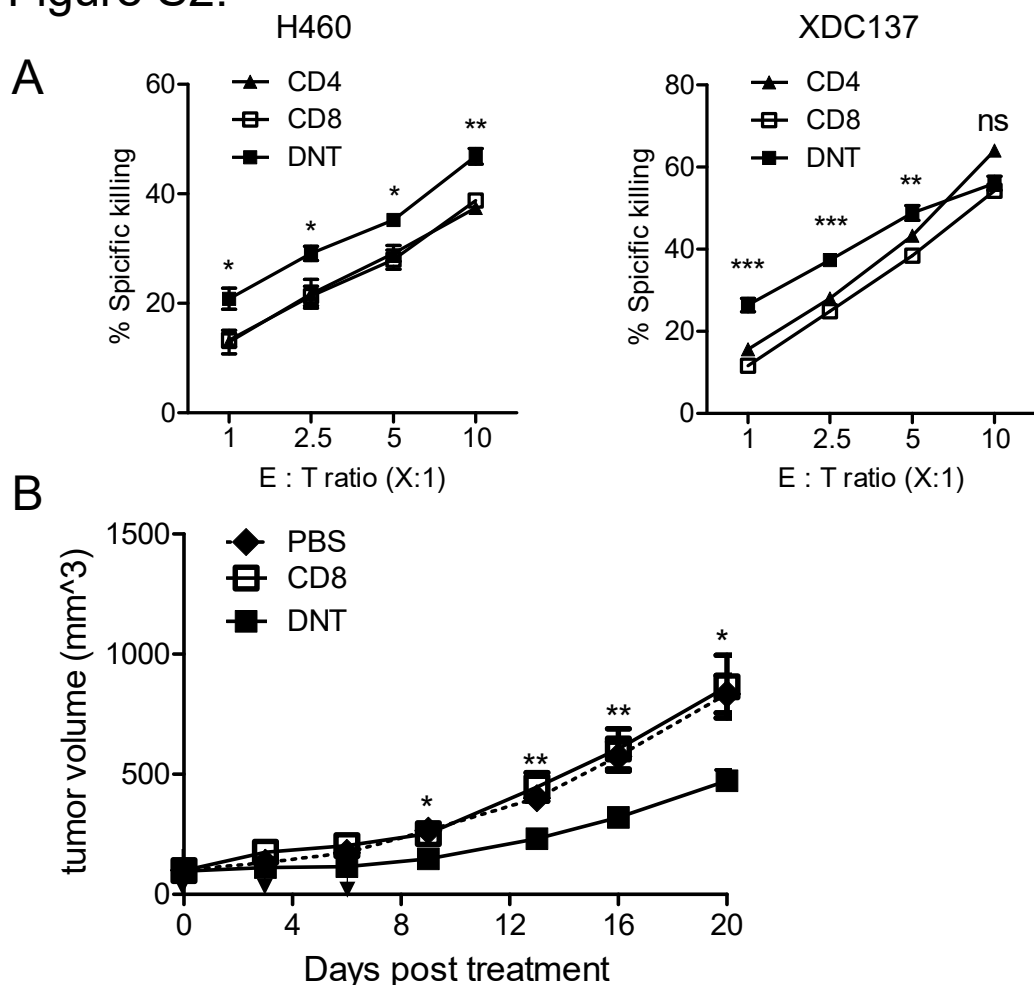 Figure S2.
H460
XDC137
A
60
40
20
0
% Spicific killing
CD4
CD8
DNT
*
*
*
**
1
2.5
5
10
E : T ratio (X:1)
80
60
40
20
0
% Spicific killing
CD4
CD8
DNT
***
***
**
ns
1
2.5
5
10
E : T ratio (X:1)
B
1500
1000
500
0
tumor volume (mm^3)
PBS
CD8
DNT
*
**
**
*
0
4
8
12
16
20
Days post treatment